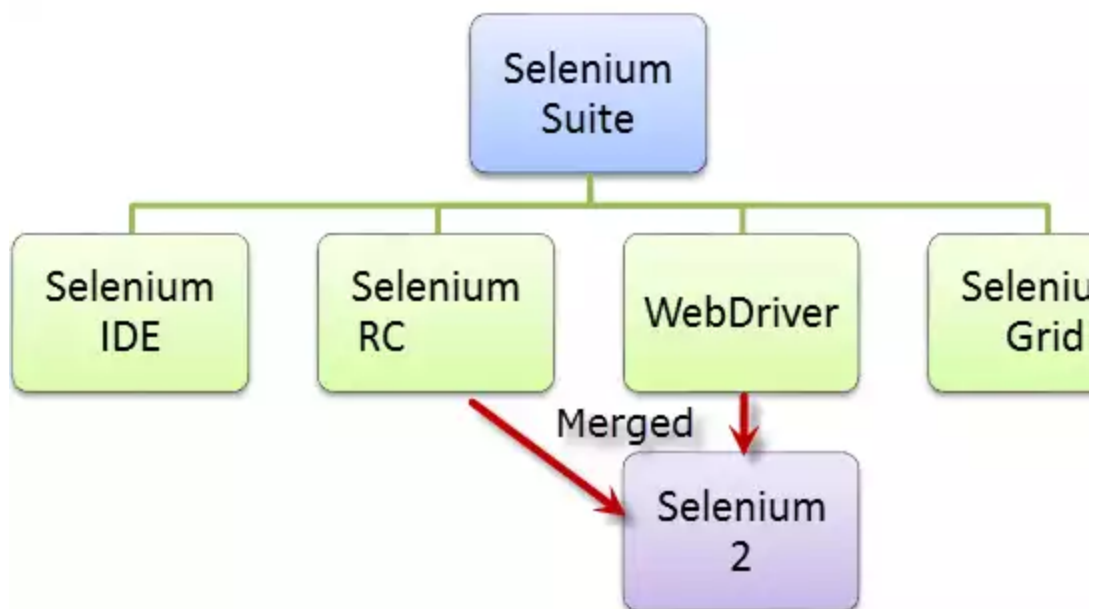 Selenium
Suite
Selenium
IDE
Selenium
RC
WebDriver
Seleniu
Grid
Merged
Selenium
2